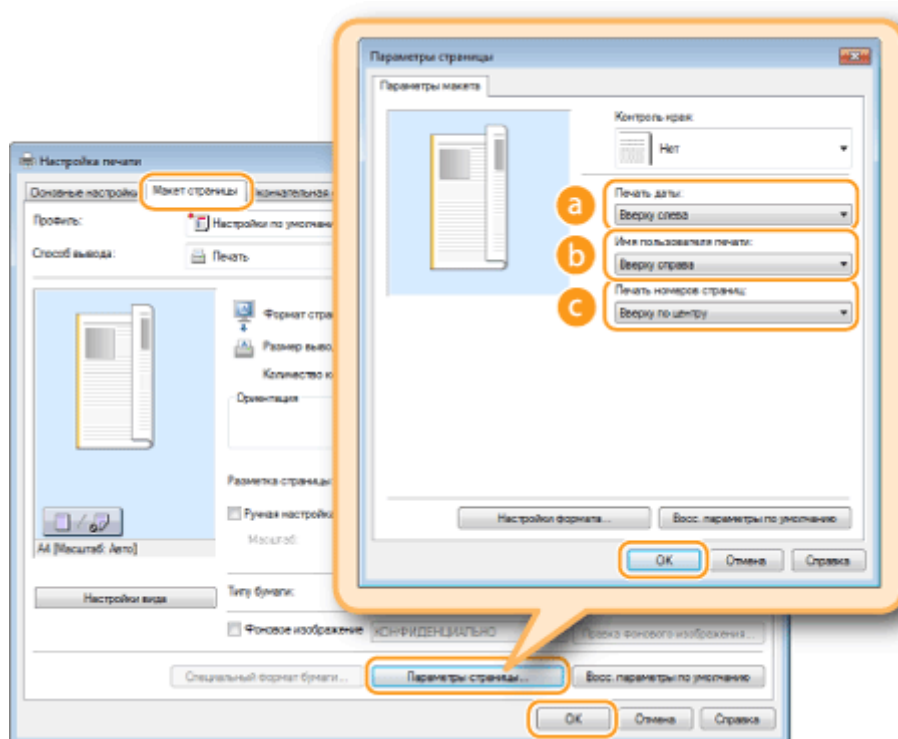 Параметры страницы
Параметры макета
Контроль края:
Нет
a
Печать даты:
Вверху слева
b
Имя пользователя печати:
Вверху справа
c
Печать номеров страниц:
Вверху по центру
Настройки формата...
Восс. параметры по умолчанию
OK
Отмена
Справка
Настройка печати
Основные настройки
Макет страницы
Окончательная
Профиль:
Настройки по умолчани
Способ вывода:
Печать
Формат стра
Размер выво
Количество к
Ориентация
Разметка страницы:
Ручная настройка
Масштаб:
A4 [Масштаб: Авто]
Настройки вида
Типу бумаги:
Фоновое изображение
КОНФИДЕНЦИАЛЬНО
Правка фонового изображения...
Специальный формат бумаги...
Параметры страницы...
Восс. параметры по умолчанию
OK
Отмена
Справка